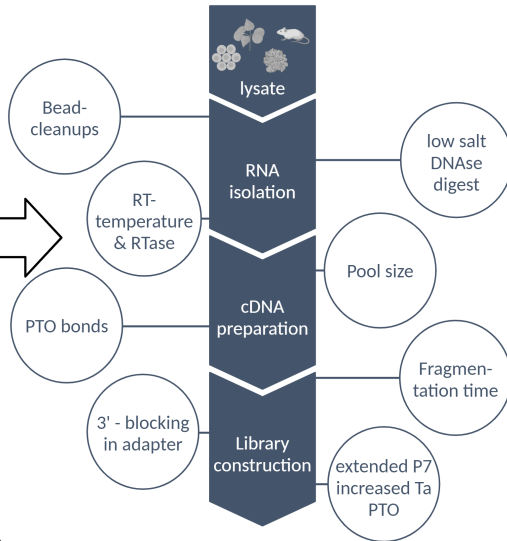 lysate
Bead-
cleanups
low salt
DNAse
digest
RNA
isolation
RT-
temperature
& RTase
Pool size
cDNA
preparation
PTO bonds
Fragmen-
tation time
3' - blocking
in adapter
Library
construction
extended P7
increased Ta
PTO